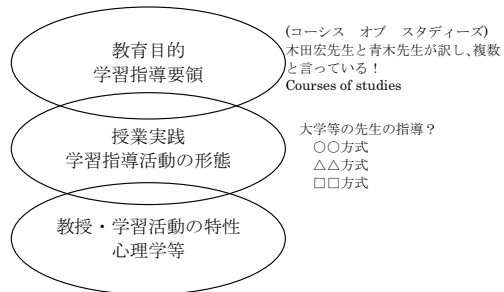 教育目的
学習指導要領
(コーシス　オブ　スタディーズ)
木田宏先生と青木先生が訳し、複数
と言っている！
Courses of studies
授業実践
学習指導活動の形態
大学等の先生の指導？
○○方式
△△方式
□□方式
教授・学習活動の特性
心理学等